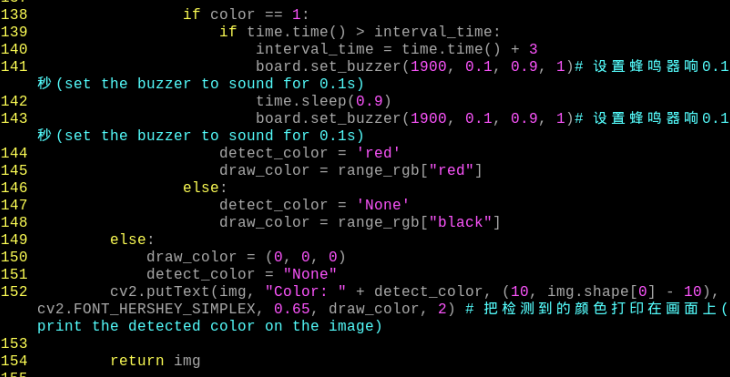 138                 if color == 1:
139                     if time.time() > interval_time:
140                         interval_time = time.time() + 3
141                         board.set_buzzer(1900, 0.1, 0.9, 1)# 设置蜂鸣器响0.1
秒(set the buzzer to sound for 0.1s)
142                         time.sleep(0.9)
143                         board.set_buzzer(1900, 0.1, 0.9, 1)# 设置蜂鸣器响0.1
秒(set the buzzer to sound for 0.1s)
144                     detect_color = 'red'
145                     draw_color = range_rgb["red"]
146                 else:
147                     detect_color = 'None'
148                     draw_color = range_rgb["black"]
149         else:
150             draw_color = (0, 0, 0)
151             detect_color = "None"
152         cv2.putText(img, "Color: " + detect_color, (10, img.shape[0] - 10),
cv2.FONT_HERSHEY_SIMPLEX, 0.65, draw_color, 2) # 把检测到的颜色打印在画面上(
print the detected color on the image)
153
154         return img